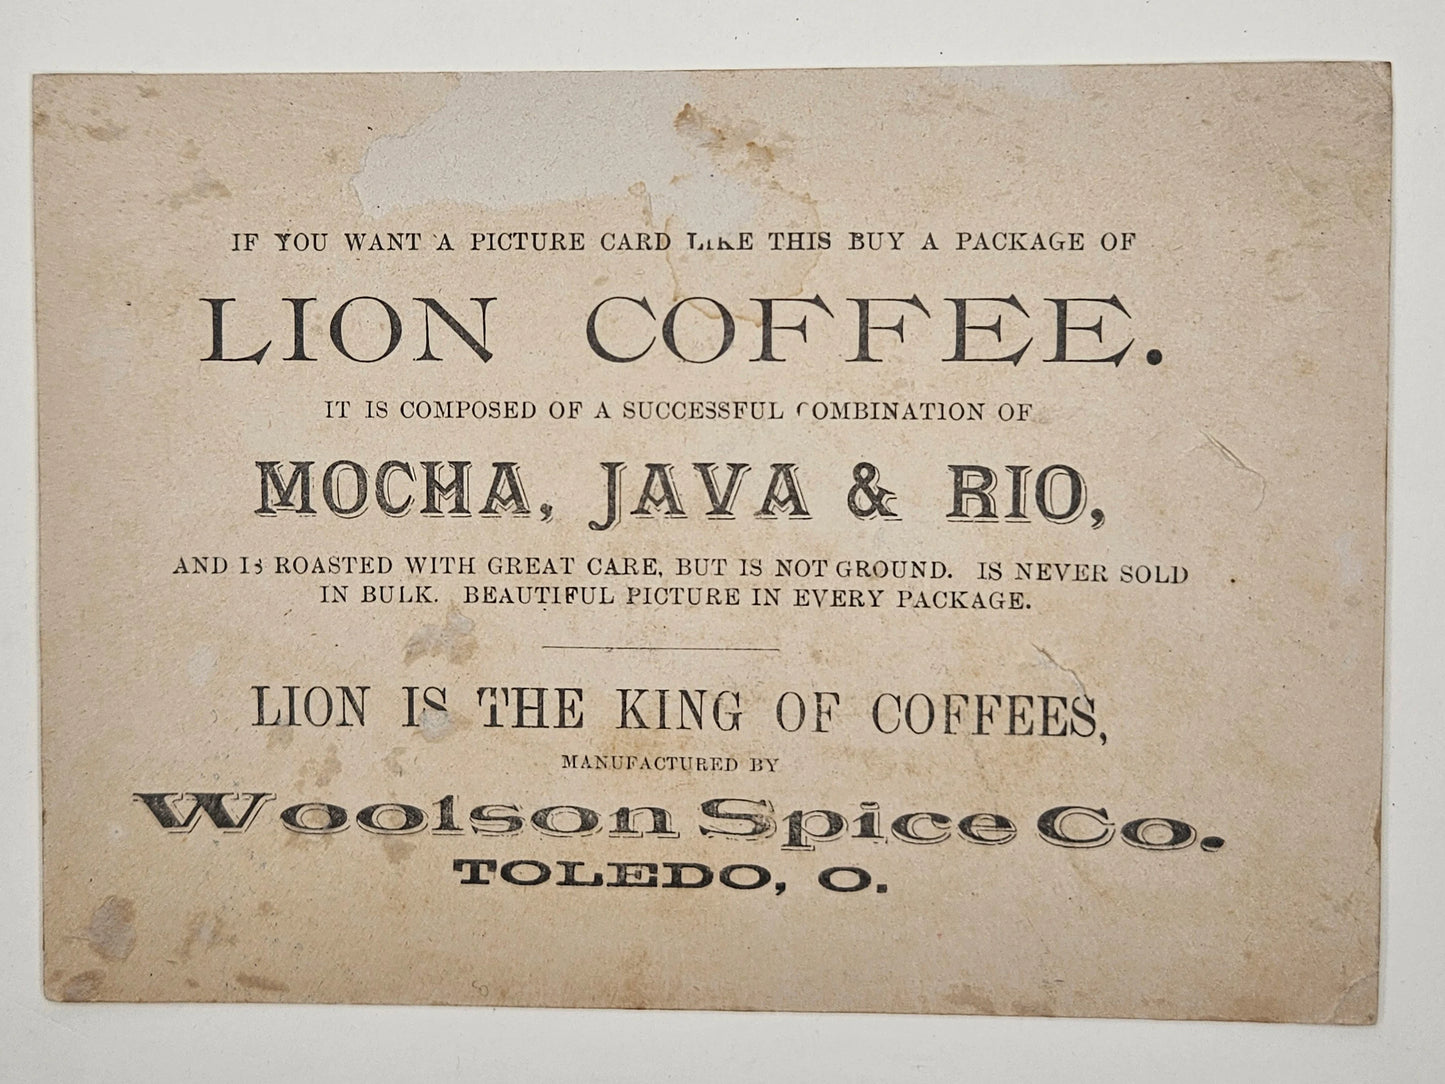 IF YOU WANT A PICTURE CARD LIKE THIS BUY A PACKAGE OF
LION COFFEE.
IT IS COMPOSED OF A SUCCESSFUL COMBINATION OF
MOCHA, JAVA & RIO,
AND IS ROASTED WITH GREAT CARE, BUT IS NOT GROUND. IS NEVER SOLD
IN BULK. BEAUTIFUL PICTURE IN EVERY PACKAGE.
LION IS THE KING OF COFFEES,
MANUFACTURED BY
Woolson Spice Co.
TOLEDO, O.